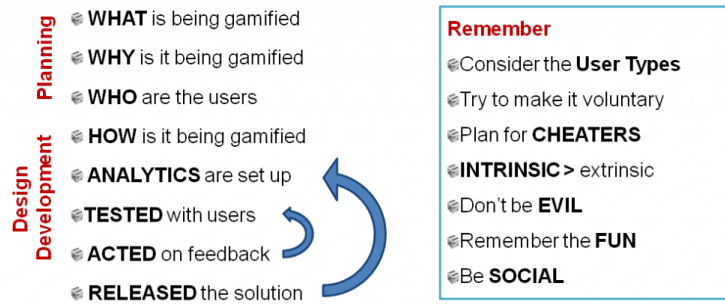 Planning
WHAT is being gamified
WHY is it being gamified
WHO are the users
Design
Development
HOW is it being gamified
ANALYTICS are set up
TESTED with users
ACTED on feedback
RELEASED the solution
Remember
Consider the User Types
Try to make it voluntary
Plan for CHEATERS
INTRINSIC > extrinsic
Don't be EVIL
Remember the FUN
Be SOCIAL